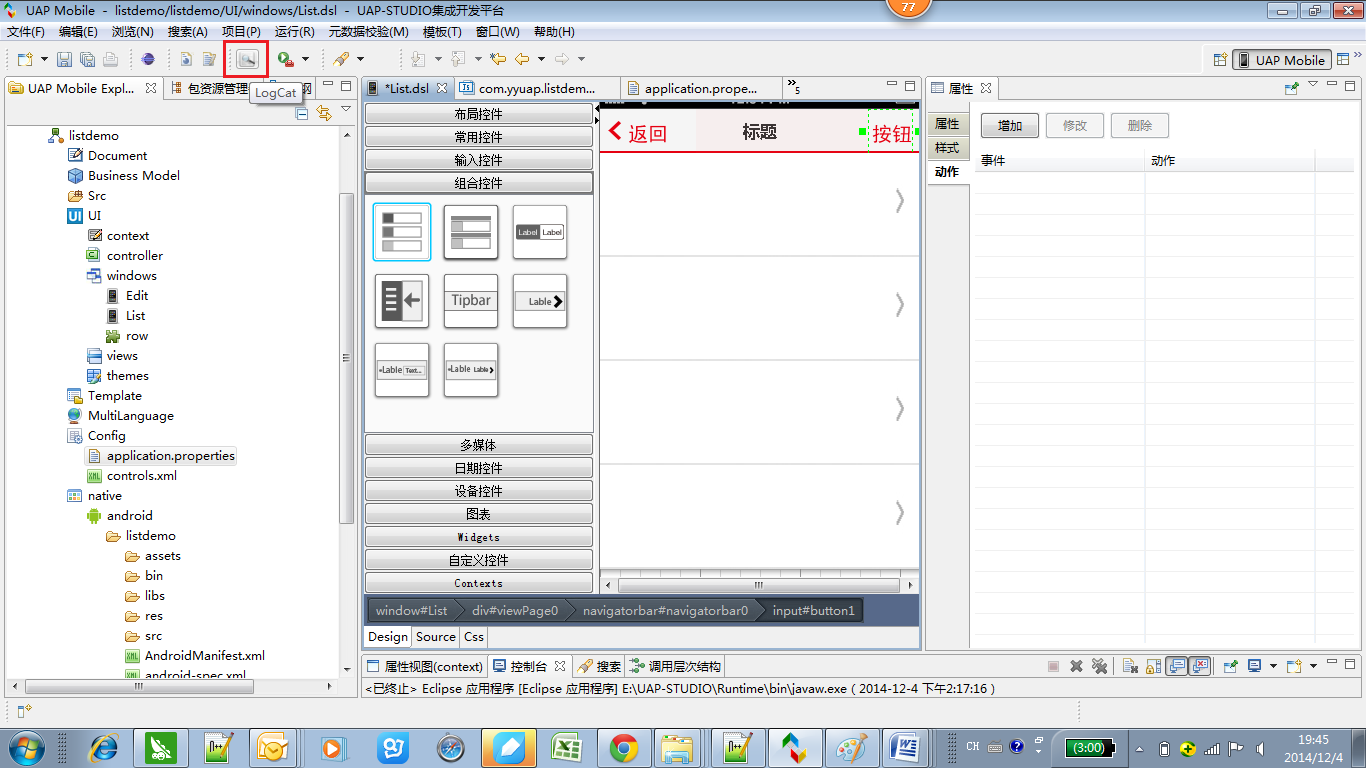 UAP Mobile - listdemo/listdemo/UI/windows/List.dsl - UAP-STUDIO集成开发平台
77
文件(F) 编辑(E) 浏览(N) 搜索(A) 项目(P) 运行(R) 元数据校验(M) 模板(T) 窗口(W) 帮助(H)
UAP Mobile
LogCat
UAP Mobile Expl...
包资源管理
*List.dsl
com.yyuap.listdem...
application.prope...
»5
属性
listdemo
Document
Business Model
Src
UI
context
controller
windows
Edit
List
row
views
themes
Template
MultiLanguage
Config
application.properties
controls.xml
native
android
listdemo
assets
bin
libs
res
src
AndroidManifest.xml
android-spec.xml
布局控件
常用控件
输入控件
组合控件
Label Label
Tipbar
Lable
Lable Text...
Lable Lable
多媒体
日期控件
设备控件
图表
Widgets
自定义控件
Contexts
返回 标题 按钮
window#List div#viewPage0 navigatorbar#navigatorbar0 input#button1
Design Source Css
属性
样式
动作
增加 修改 删除
事件 动作
属性视图(context) 控制台 搜索 调用层次结构
<已终止> Eclipse 应用程序 [Eclipse 应用程序] E:\UAP-STUDIO\Runtime\bin\javaw.exe ( 2014-12-4 下午2:17:16 )
CH
(3:00)
19:45
2014/12/4